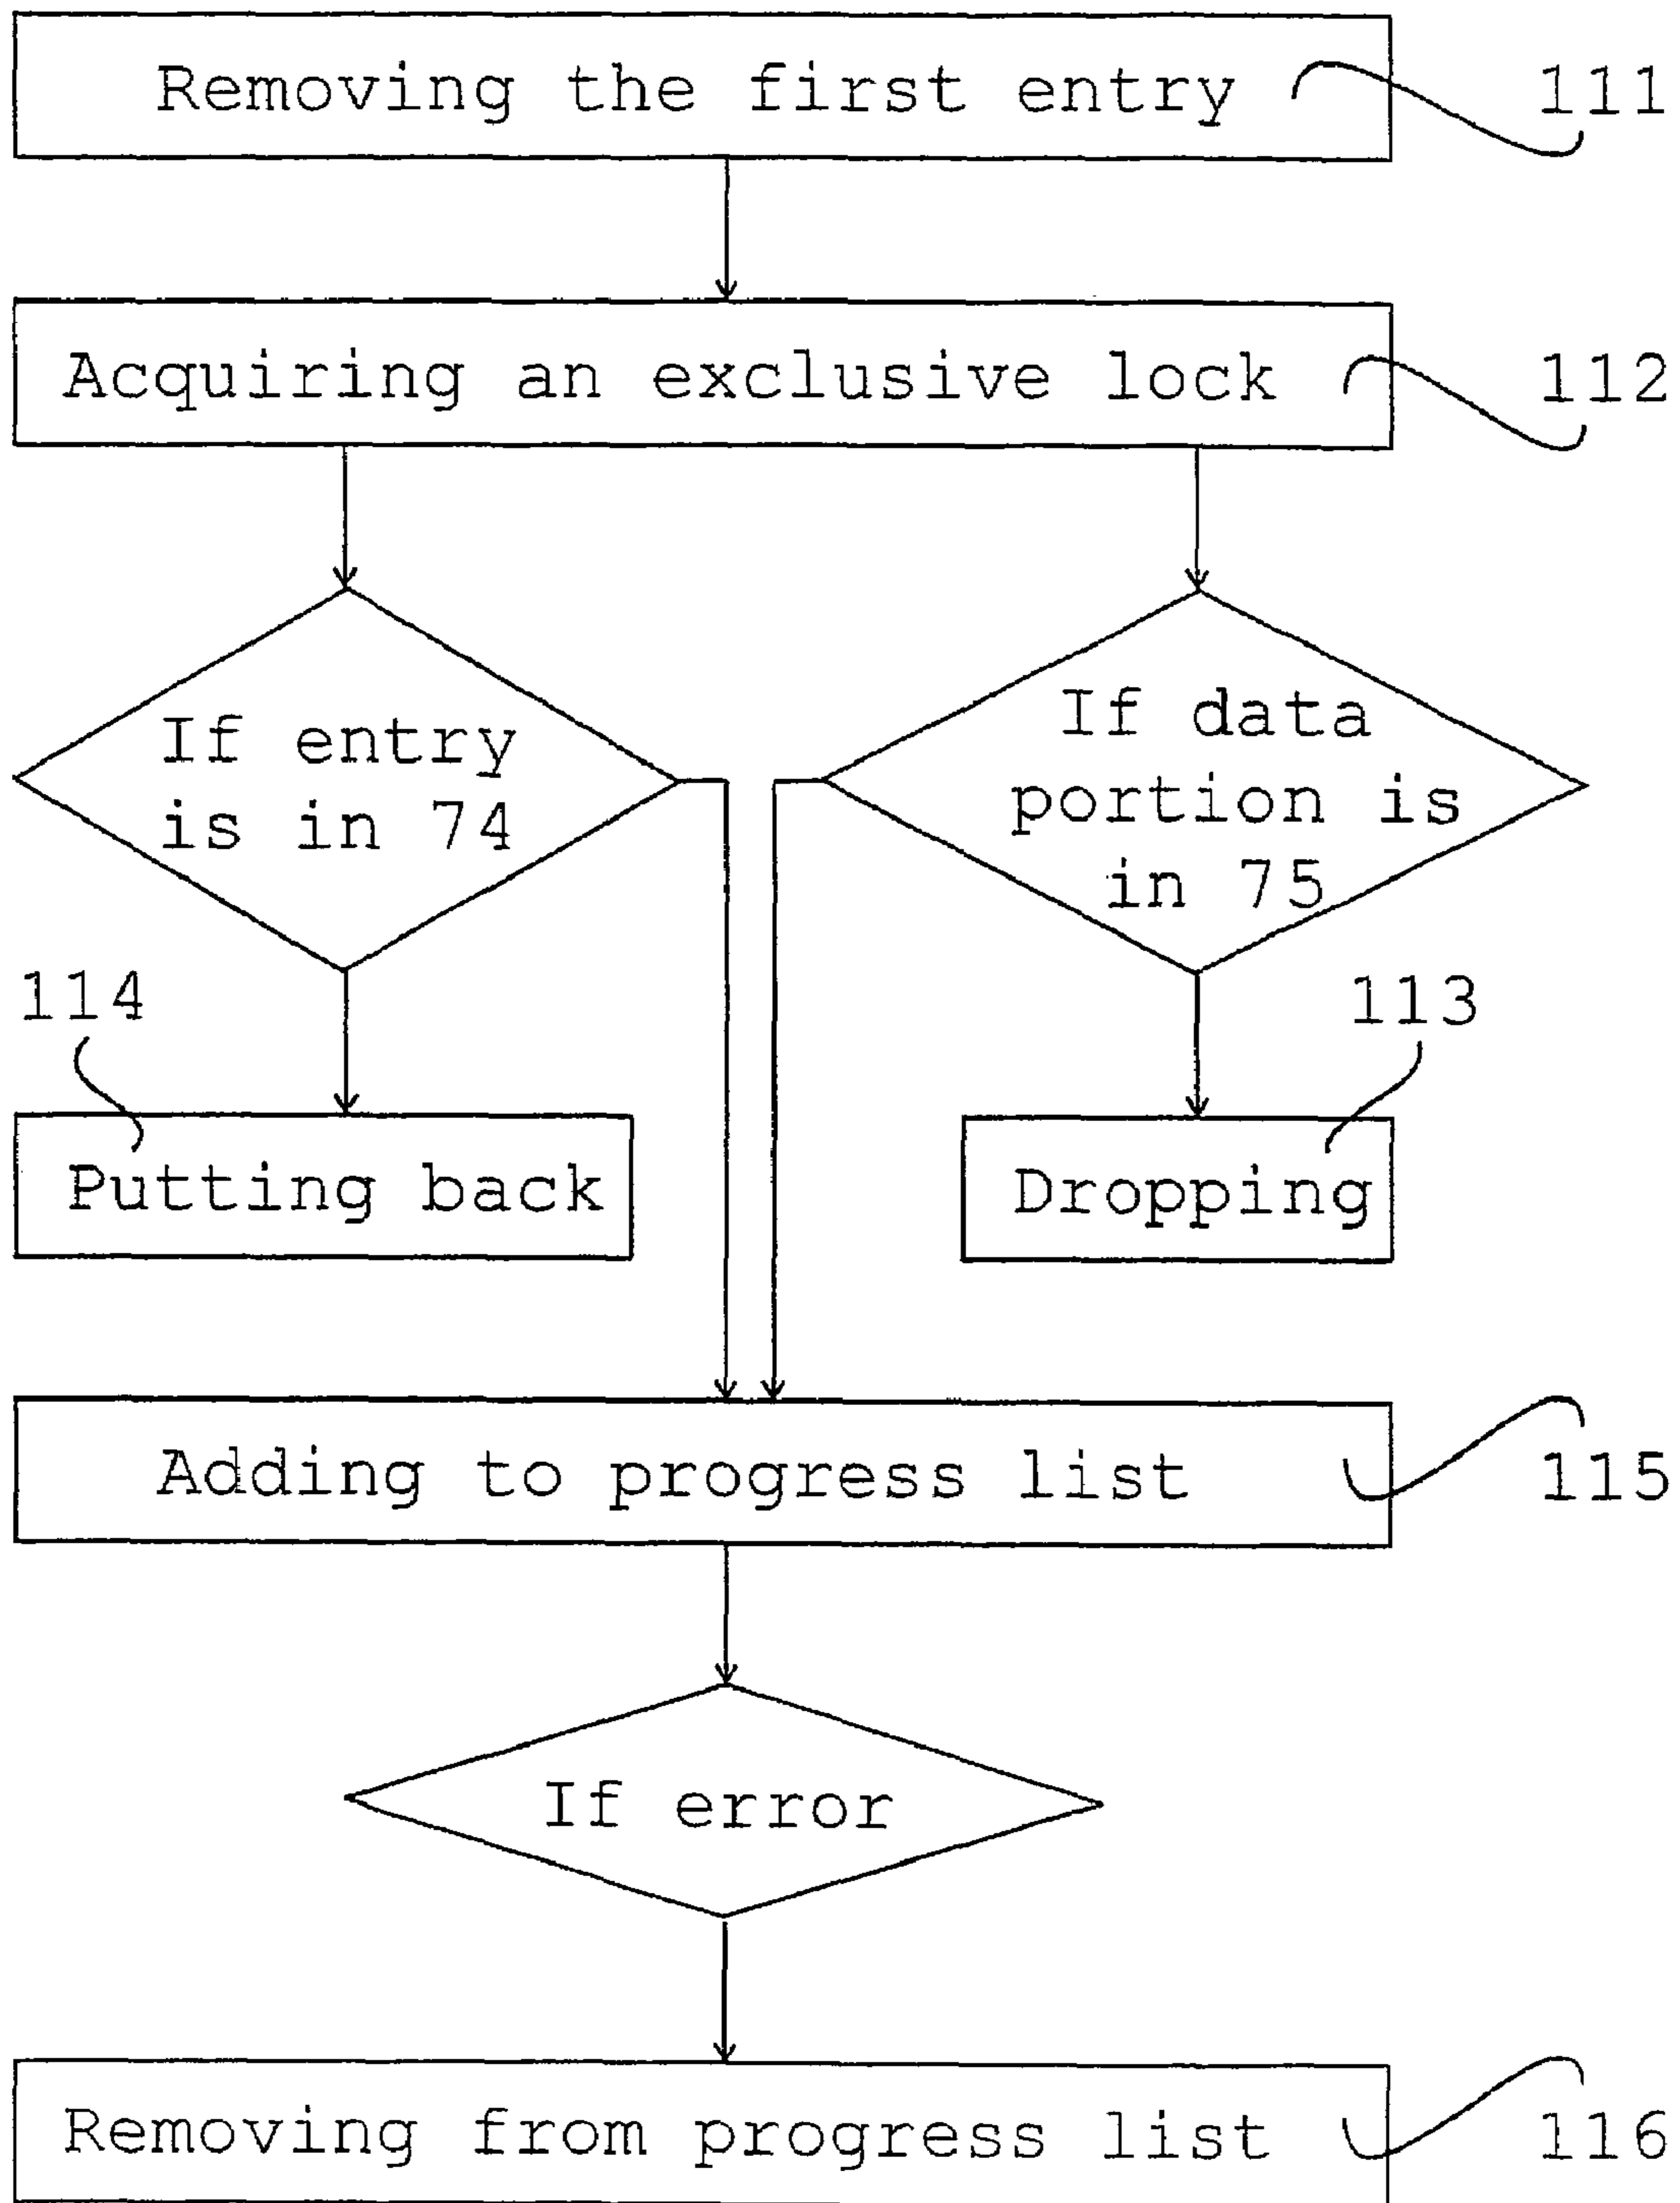 Removing the first entry
111
Acquiring an exclusive lock
112
If entry
is in 74
If data
portion is
in 75
114
113
Putting back
Dropping
Adding to progress list
115
If error
Removing from progress list
116